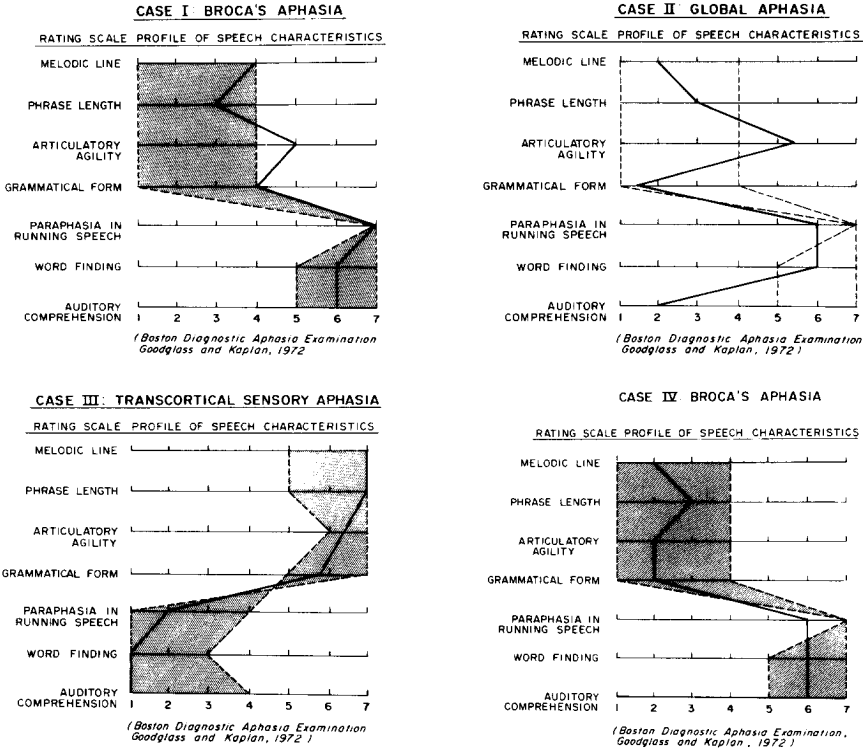 CASE I: BROCA'S APHASIA
RATING SCALE PROFILE OF SPEECH CHARACTERISTICS
MELODIC LINE
PHRASE LENGTH
ARTICULATORY
AGILITY
GRAMMATICAL FORM
PARAPHASIA IN
RUNNING SPEECH
WORD FINDING
AUDITORY
COMPREHENSION
1 2 3 4 5 6 7
(Boston Diagnostic Aphasia Examination
Goodglass and Kaplan, 1972
CASE II: GLOBAL APHASIA
RATING SCALE PROFILE OF SPEECH CHARACTERISTICS
MELODIC LINE
PHRASE LENGTH
ARTICULATORY
AGILITY
GRAMMATICAL FORM
PARAPHASIA IN
RUNNING SPEECH
WORD FINDING
AUDITORY
COMPREHENSION
1 2 3 4 5 6 7
(Boston Diagnostic Aphasia Examination
Goodglass and Kaplan, 1972)
CASE III: TRANSCORTICAL SENSORY APHASIA
RATING SCALE PROFILE OF SPEECH CHARACTERISTICS
MELODIC LINE
PHRASE LENGTH
ARTICULATORY
AGILITY
GRAMMATICAL FORM
PARAPHASIA IN
RUNNING SPEECH
WORD FINDING
AUDITORY
COMPREHENSION
1 2 3 4 5 6 7
(Boston Diagnostic Aphasia Examination
Goodglass and Kaplan, 1972)
CASE IV: BROCA'S APHASIA
RATING SCALE PROFILE OF SPEECH CHARACTERISTICS
MELODIC LINE
PHRASE LENGTH
ARTICULATORY
AGILITY
GRAMMATICAL FORM
PARAPHASIA IN
RUNNING SPEECH
WORD FINDING
AUDITORY
COMPREHENSION
1 2 3 4 5 6 7
(Boston Diagnostic Aphasia Examination,
Goodglass and Kaplan, 1972)